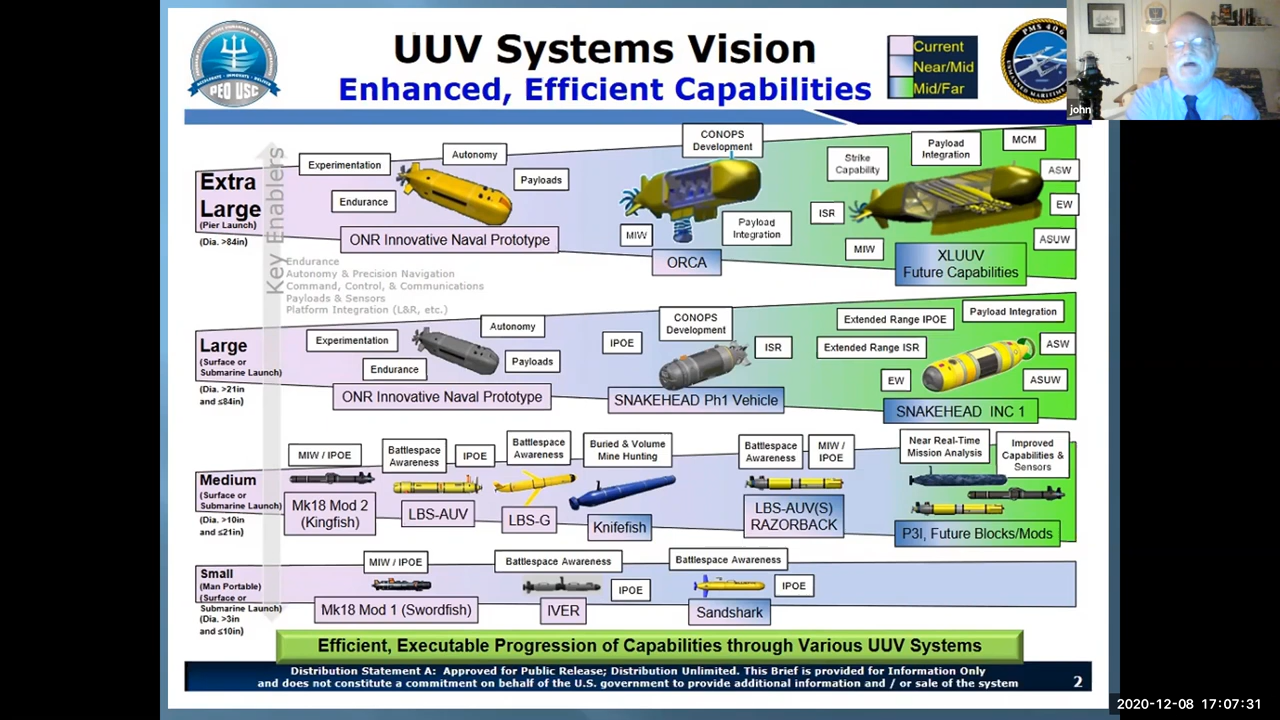 UUV Systems Vision
Enhanced, Efficient Capabilities
Current
Near/Mid
Mid/Far
PEO USC
PMS 406
john
Key Enablers
Extra
Large
(Pier Launch)
(Dia. >84in)
Experimentation
Autonomy
Payloads
Endurance
ONR Innovative Naval Prototype
CONOPS
Development
MIW
Payload
Integration
ORCA
Strike
Capability
Payload
Integration
MCM
ASW
EW
ASUW
ISR
MIW
XLUUV
Future Capabilities
Endurance
Autonomy & Precision Navigation
Command, Control, & Communications
Payloads & Sensors
Platform Integration (L&R, etc.)
Large
(Surface or
Submarine Launch)
(Dia. >21in
and ≤84in)
Experimentation
Autonomy
Payloads
Endurance
ONR Innovative Naval Prototype
IPOE
CONOPS
Development
ISR
SNAKEHEAD Ph1 Vehicle
Extended Range IPOE
Payload Integration
Extended Range ISR
ASW
EW
ASUW
SNAKEHEAD INC 1
Medium
(Surface or
Submarine Launch)
(Dia. >10in
and ≤21in)
MIW / IPOE
Mk18 Mod 2
(Kingfish)
Battlespace
Awareness
IPOE
LBS-AUV
Battlespace
Awareness
LBS-G
Buried & Volume
Mine Hunting
Knifefish
Battlespace
Awareness
MIW /
IPOE
LBS-AUV(S)
RAZORBACK
Near Real-Time
Mission Analysis
Improved
Capabilities &
Sensors
P3I, Future Blocks/Mods
Small
(Man Portable)
(Surface or
Submarine Launch)
(Dia. >3in
and ≤10in)
MIW / IPOE
Mk18 Mod 1 (Swordfish)
Battlespace Awareness
IPOE
IVER
Battlespace Awareness
IPOE
Sandshark
Efficient, Executable Progression of Capabilities through Various UUV Systems
Distribution Statement A: Approved for Public Release; Distribution Unlimited. This Brief is provided for Information Only
and does not constitute a commitment on behalf of the U.S. government to provide additional information and / or sale of the system
2
2020-12-08 17:07:31